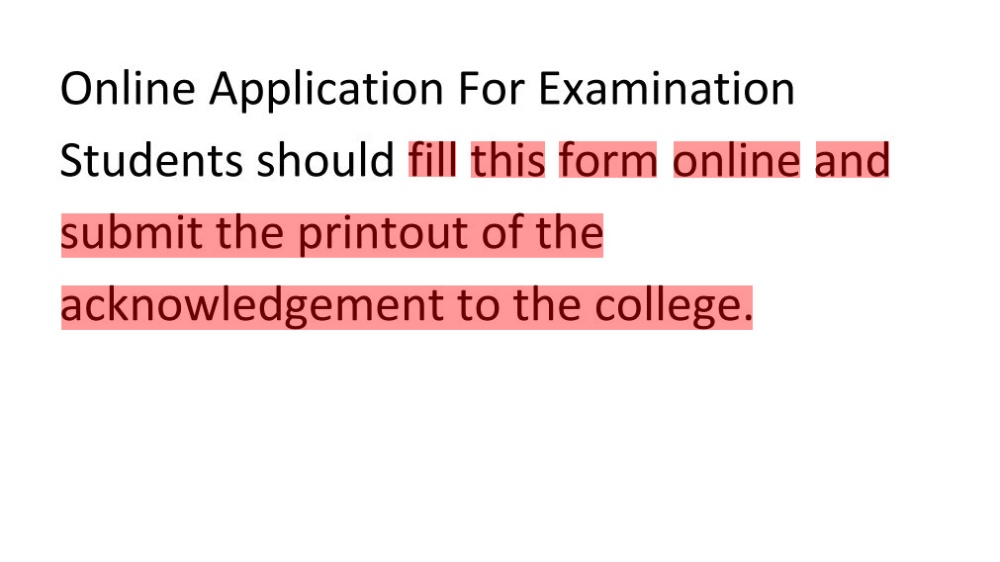 Online Application For Examination
Students should fill this form online and
submit the printout of the
acknowledgement to the college.